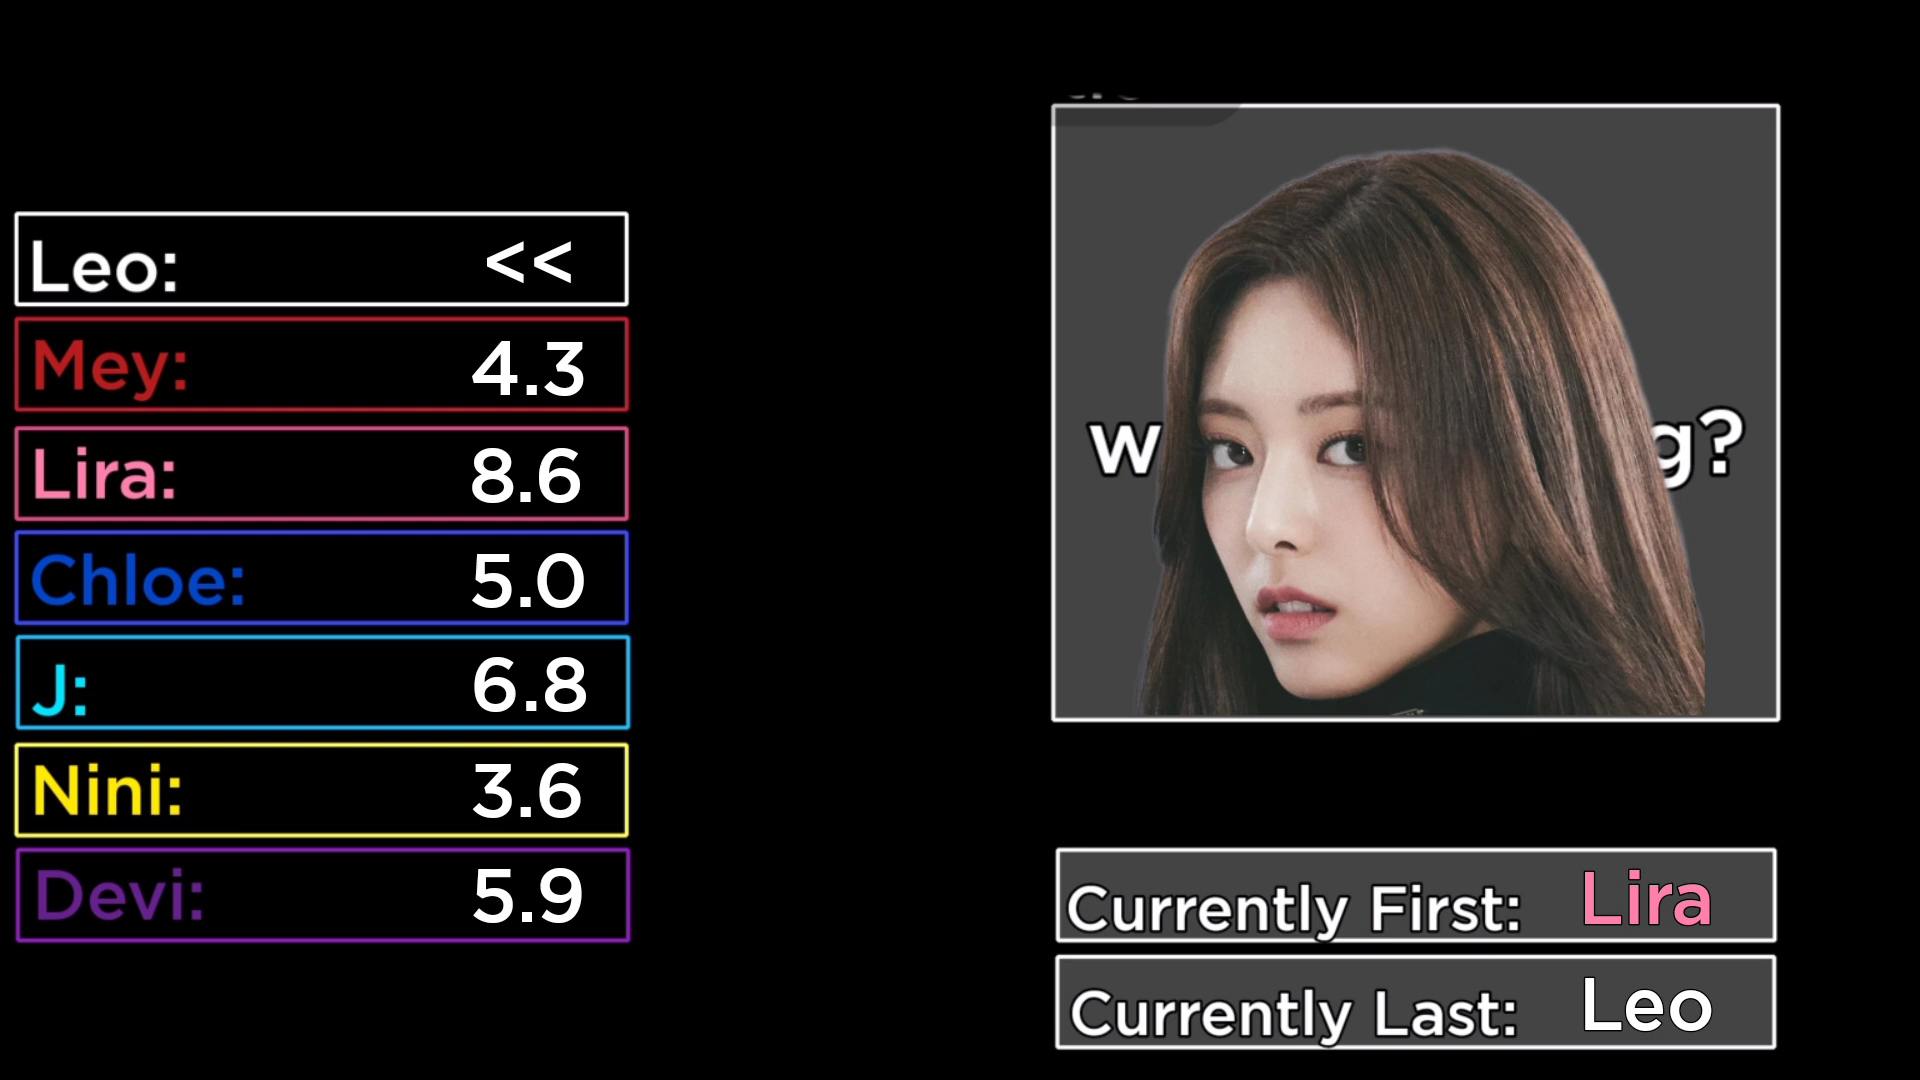 Leo: <<
Mey: 4.3
Lira: 8.6
Chloe: 5.0
J: 6.8
Nini: 3.6
Devi: 5.9
Currently First: Lira
Currently Last: Leo